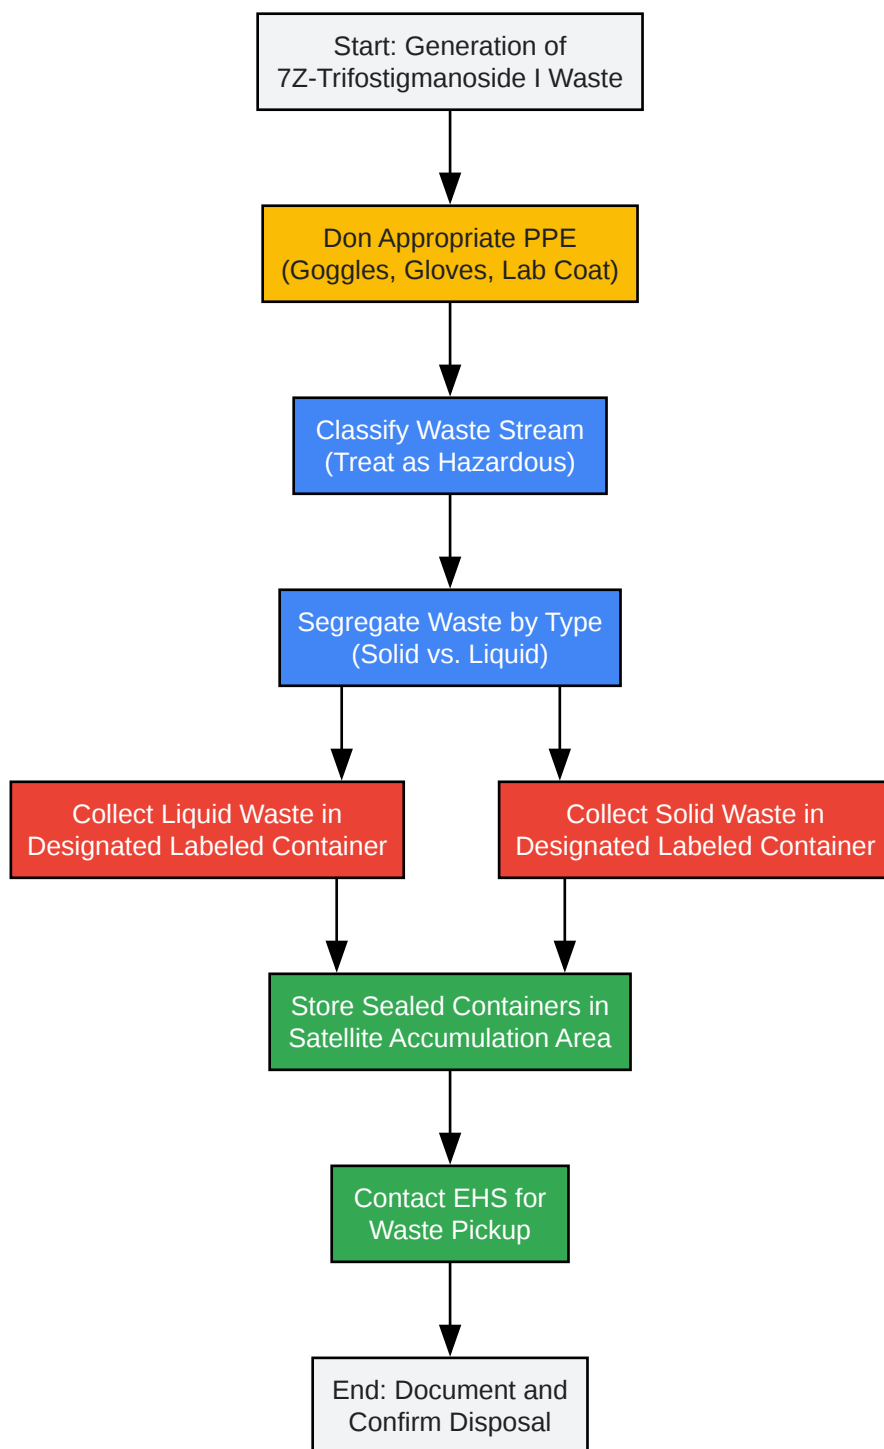 Start: Generation of
7Z-Trifostigmanoside I Waste
Don Appropriate PPE
(Goggles, Gloves, Lab Coat)
Classify Waste Stream
(Treat as Hazardous)
Segregate Waste by Type
(Solid vs. Liquid)
Collect Liquid Waste in
Designated Labeled Container
Collect Solid Waste in
Designated Labeled Container
Store Sealed Containers in
Satellite Accumulation Area
Contact EHS for
Waste Pickup
End: Document and
Confirm Disposal